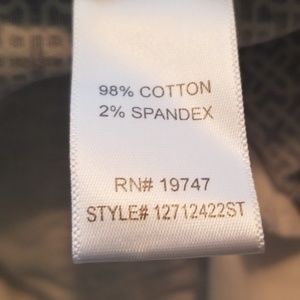 98% COTTON
2% SPANDEX
RN# 19747
STYLE# 12712422ST